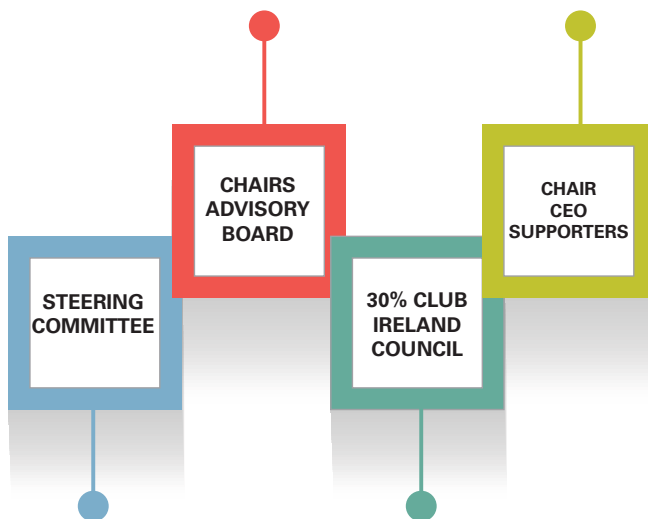 STEERING
COMMITTEE
CHAIRS
ADVISORY
BOARD
30% CLUB
IRELAND
COUNCIL
CHAIR
CEO
SUPPORTERS